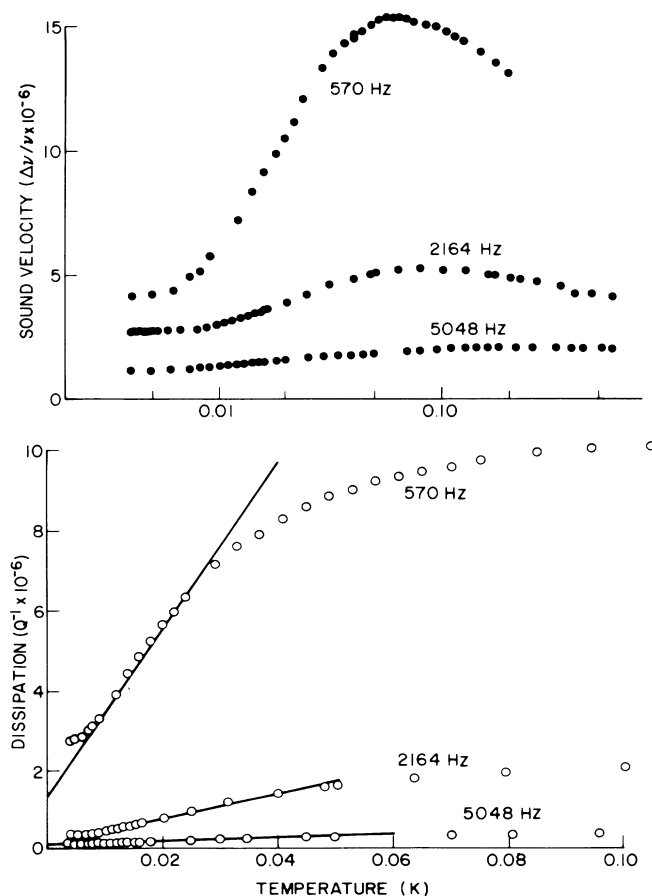 15
10
5
0
SOUND VELOCITY (Δν/ν×10⁻⁶)
570 HZ
2164 HZ
5048 HZ
0.01
0.10
10
8
6
4
2
0
DISSIPATION (Q⁻¹ × 10⁻⁶)
570 HZ
2164 HZ
5048 HZ
0.02
0.04
0.06
0.08
0.10
TEMPERATURE (K)